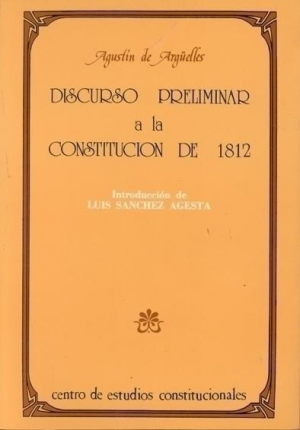 Agustín de Argüelles
DISCURSO PRELIMINAR
a la
CONSTITUCION DE 1812
Introducción de
LUIS SANCHEZ AGESTA
centro de estudios constitucionales